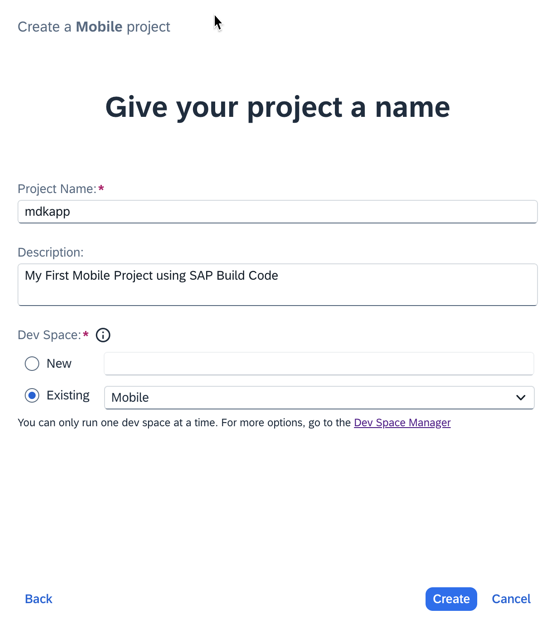 Create a Mobile project
Give your project a name
Project Name:*
mdkapp
Description:
My First Mobile Project using SAP Build Code
Dev Space:*
New
Existing
Mobile
You can only run one dev space at a time. For more options, go to the Dev Space Manager
Back
Create
Cancel